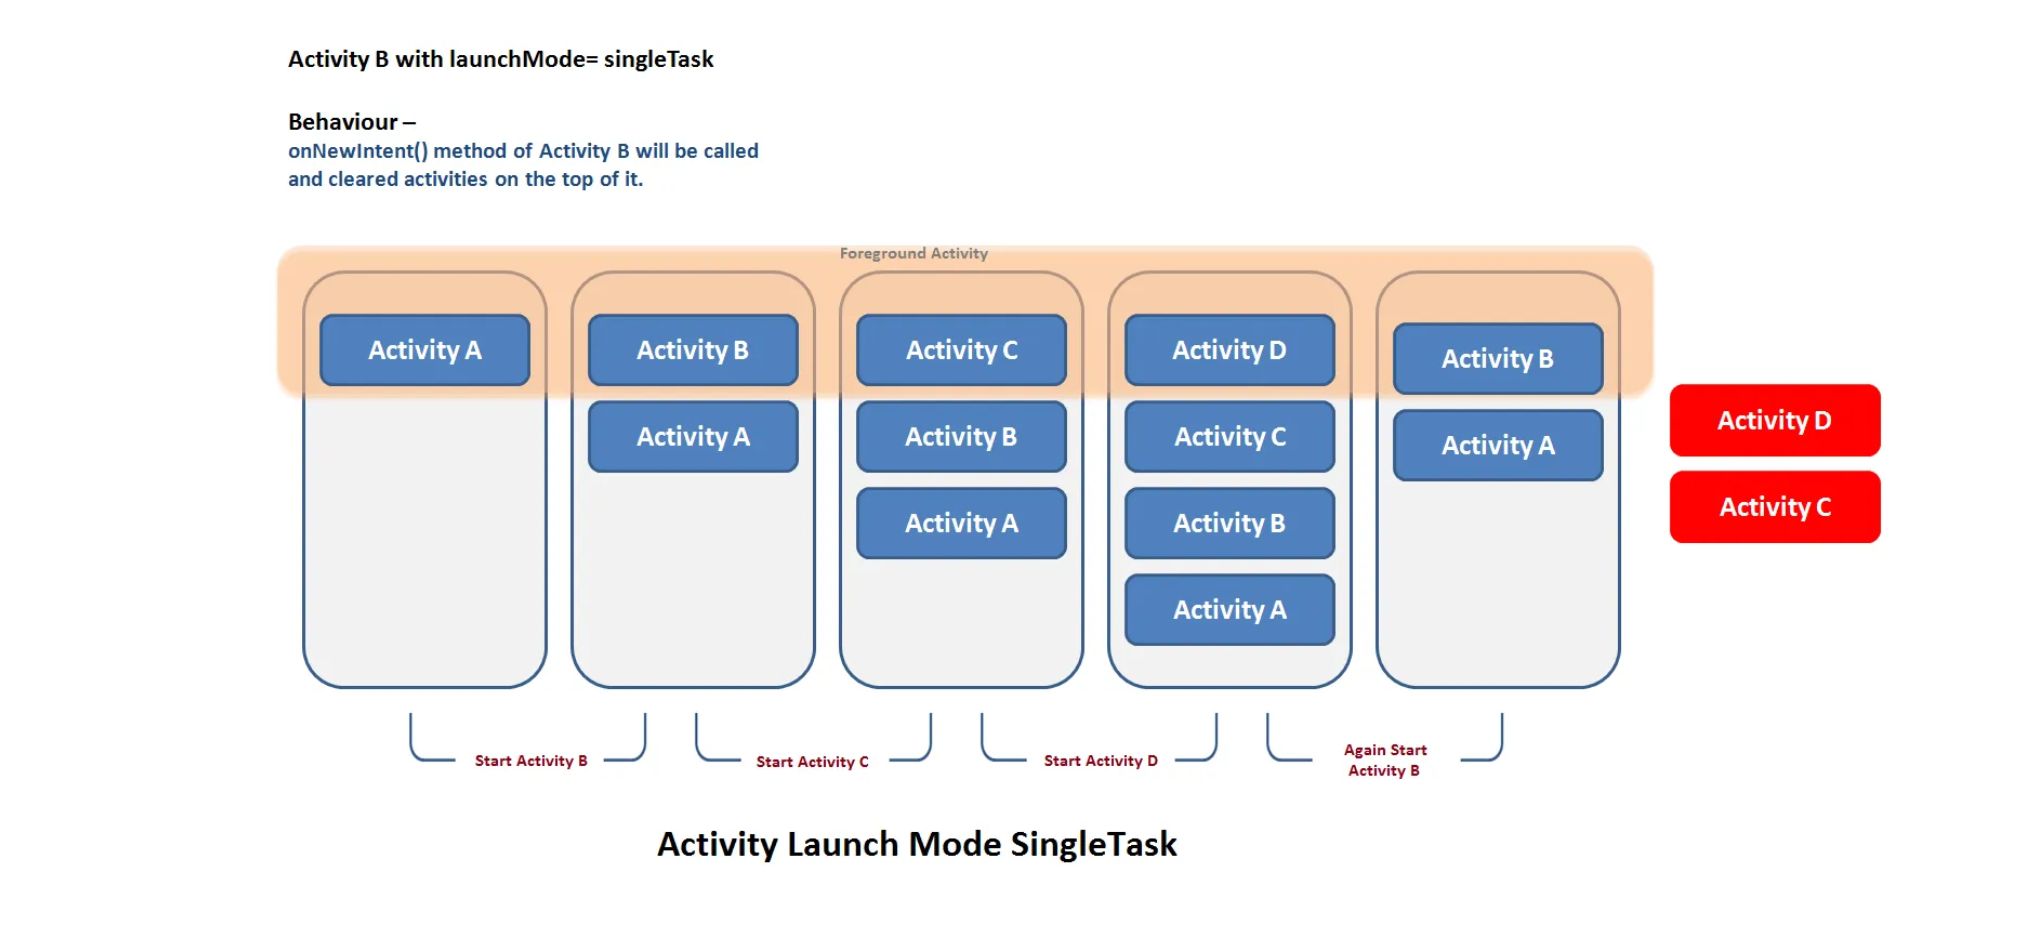 Activity B with launchMode= singleTask
Behaviour –
onNewIntent() method of Activity B will be called
and cleared activities on the top of it.
Foreground Activity
Activity A
Activity B
Activity A
Activity C
Activity B
Activity A
Activity D
Activity C
Activity B
Activity A
Activity B
Activity A
Activity D
Activity C
Start Activity B
Start Activity C
Start Activity D
Again Start
Activity B
Activity Launch Mode SingleTask